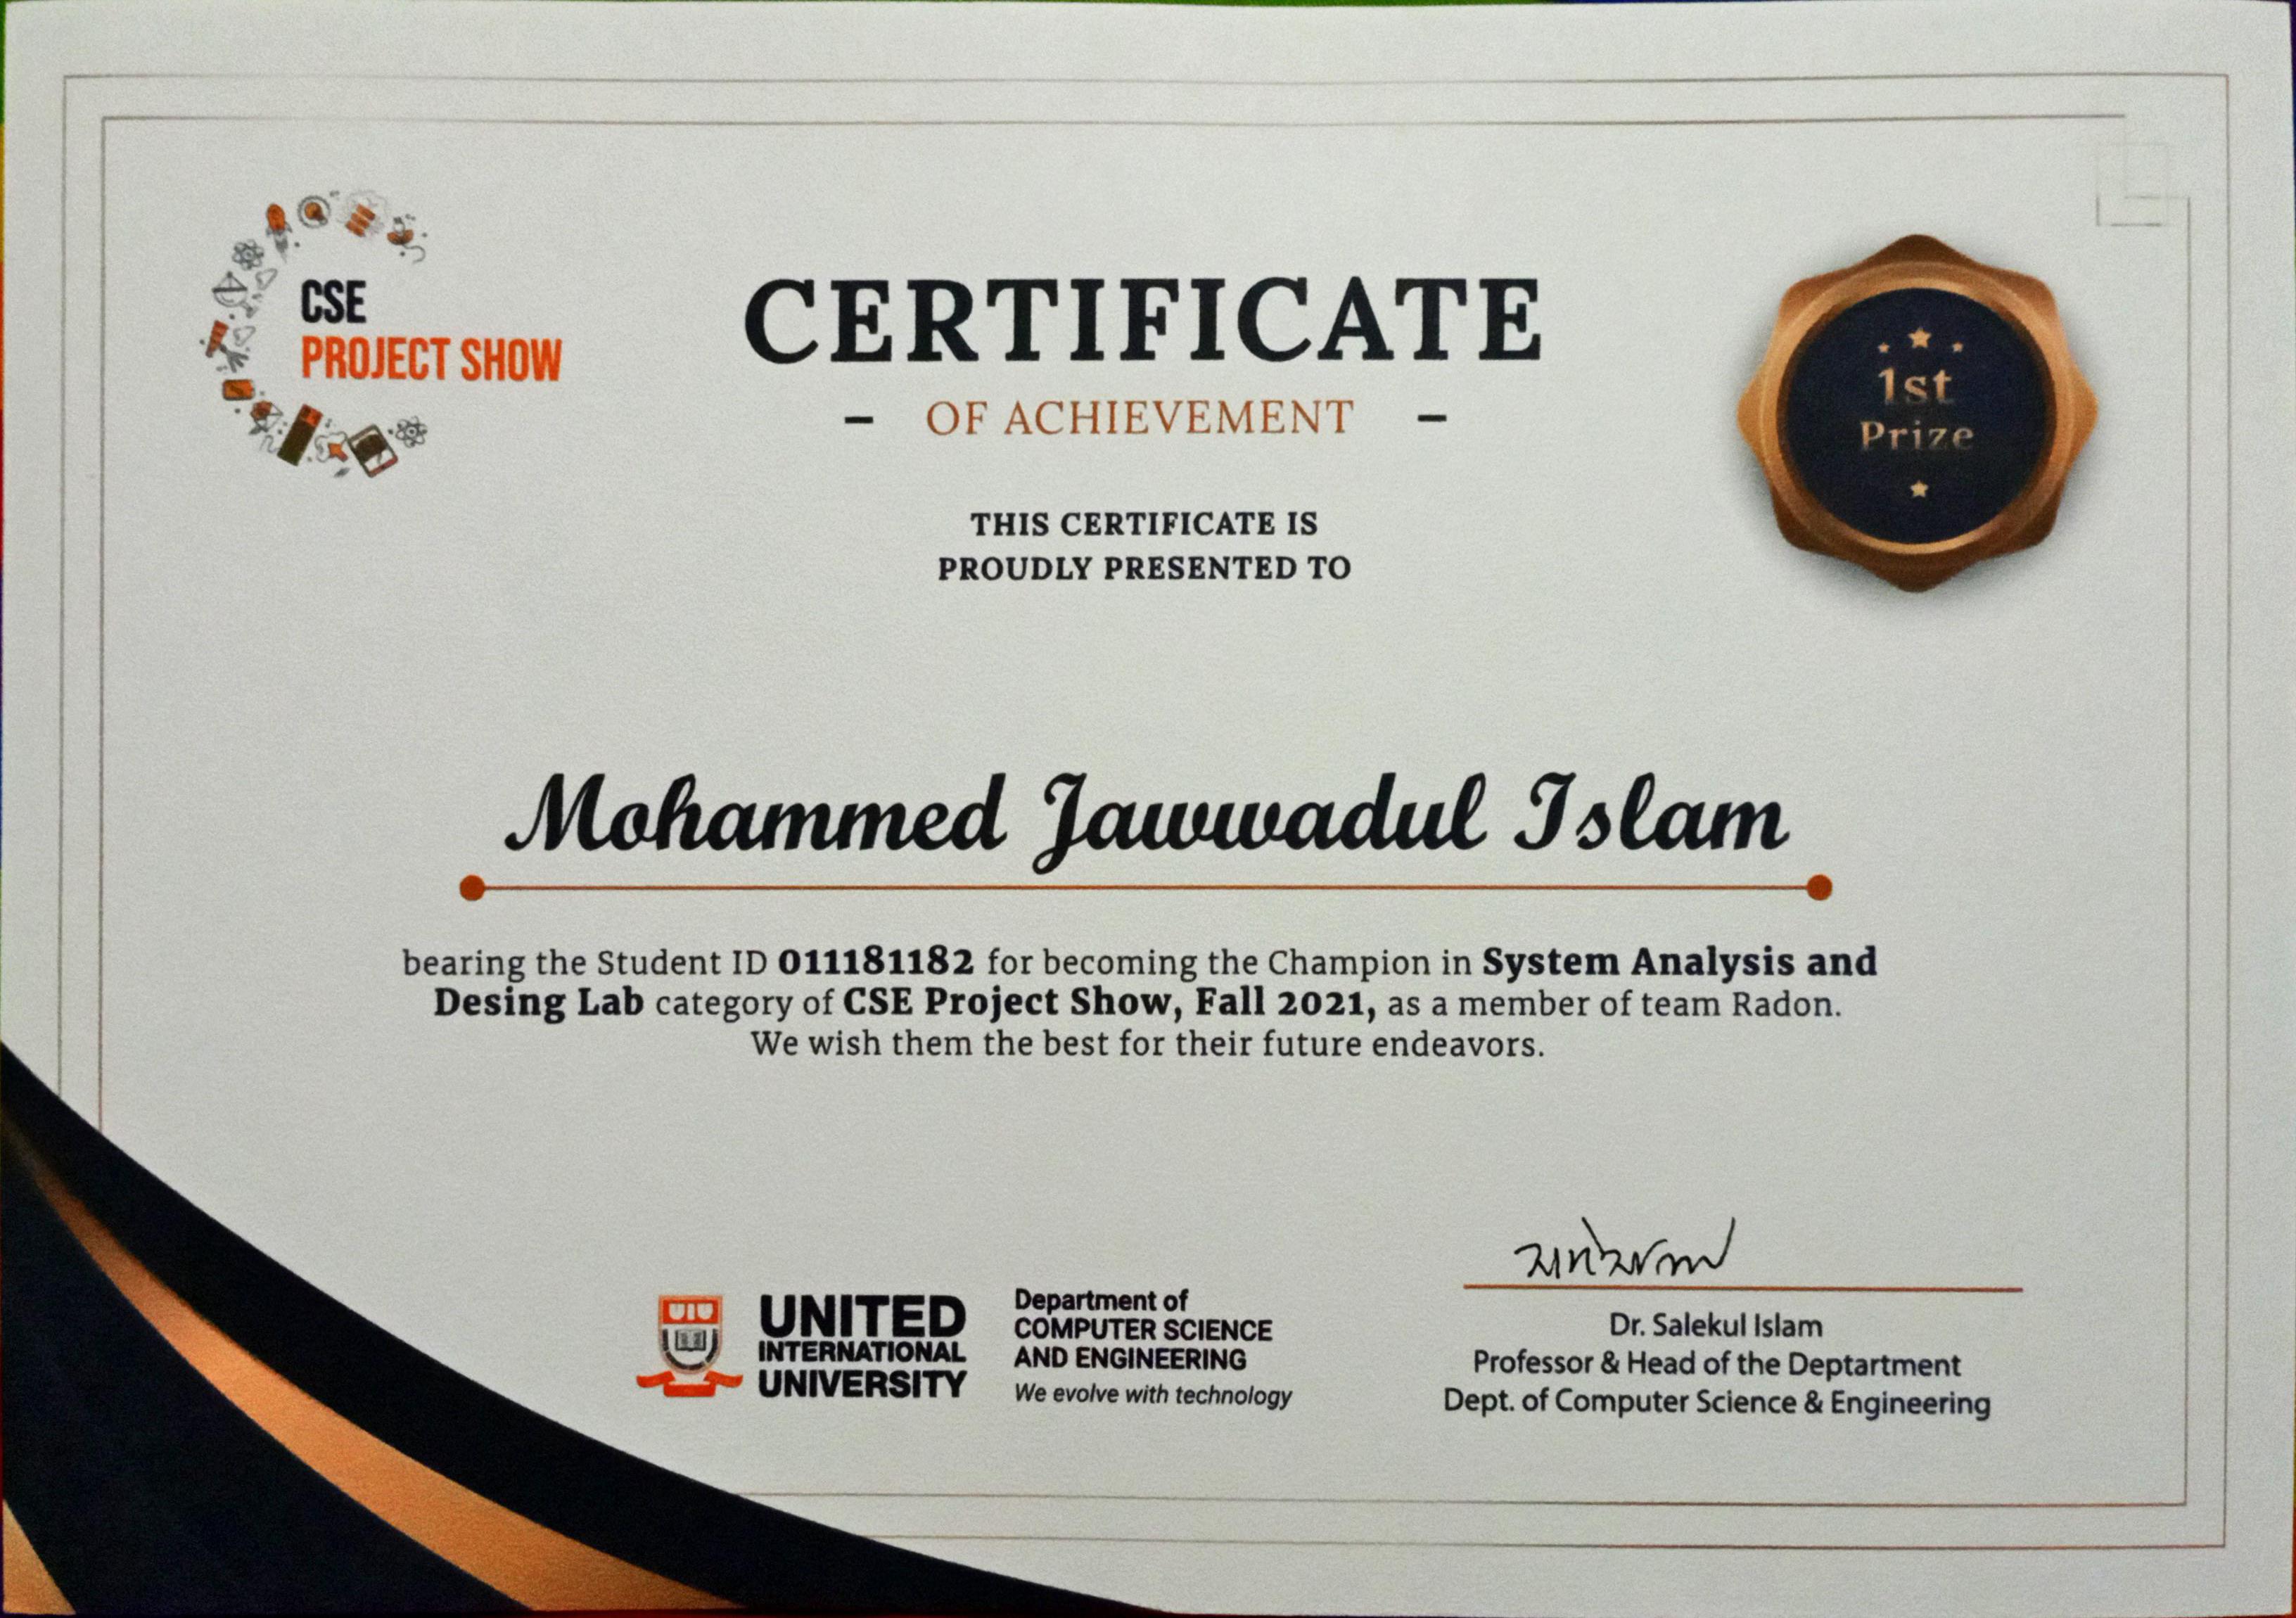 CSE
PROJECT SHOW
CERTIFICATE
- OF ACHIEVEMENT -
1st
Prize
THIS CERTIFICATE IS
PROUDLY PRESENTED TO
Mohammed Jawwadul Islam
bearing the Student ID 011181182 for becoming the Champion in System Analysis and
Desing Lab category of CSE Project Show, Fall 2021, as a member of team Radon.
We wish them the best for their future endeavors.
UIU
UNITED
INTERNATIONAL
UNIVERSITY
Department of
COMPUTER SCIENCE
AND ENGINEERING
We evolve with technology
Dr. Salekul Islam
Professor & Head of the Deptartment
Dept. of Computer Science & Engineering